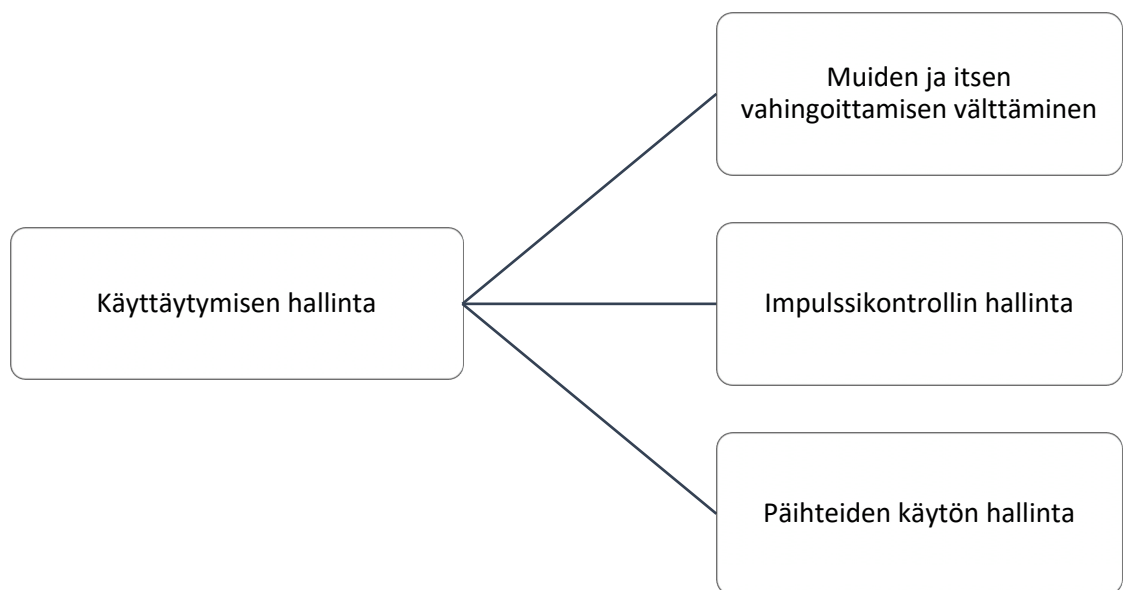 Muiden ja itsen
vahingoittamisen välttäminen
Käyttäytymisen hallinta
Impulssikontrollin hallinta
Päihteiden käytön hallinta